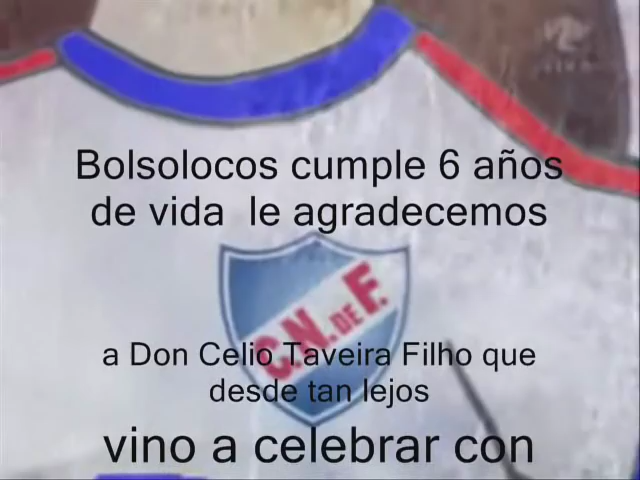 Bolsolocos cumple 6 años
de vida le agradecemos
C.N. DE F.
a Don Celio Taveira Filho que
desde tan lejos
vino a celebrar con